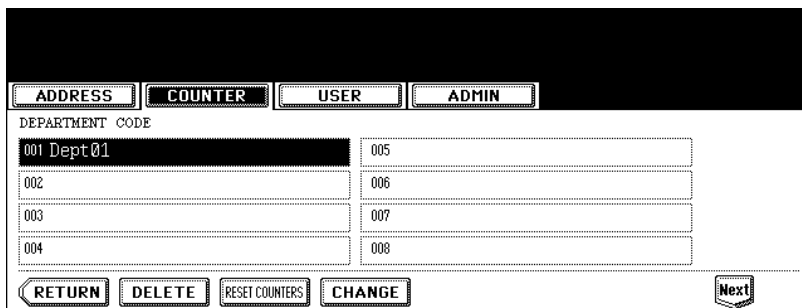 ADDRESS COUNTER USER ADMIN
DEPARTMENT CODE
001 Dept01 005
002 006
003 007
004 008
RETURN DELETE RESET COUNTERS CHANGE Next